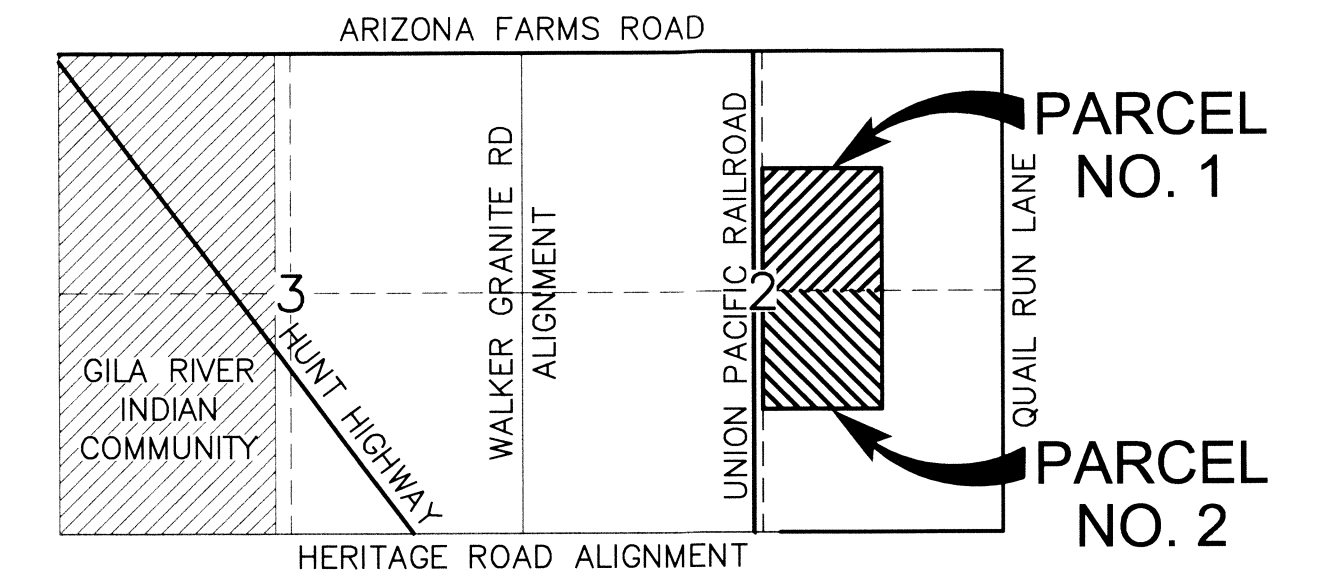 ARIZONA FARMS ROAD
PARCEL
NO. 1
WALKER GRANITE RD
ALIGNMENT
UNION PACIFIC RAILROAD
QUAIL RUN LANE
3
2
HUNT HIGHWAY
GILA RIVER
INDIAN
COMMUNITY
PARCEL
NO. 2
HERITAGE ROAD ALIGNMENT